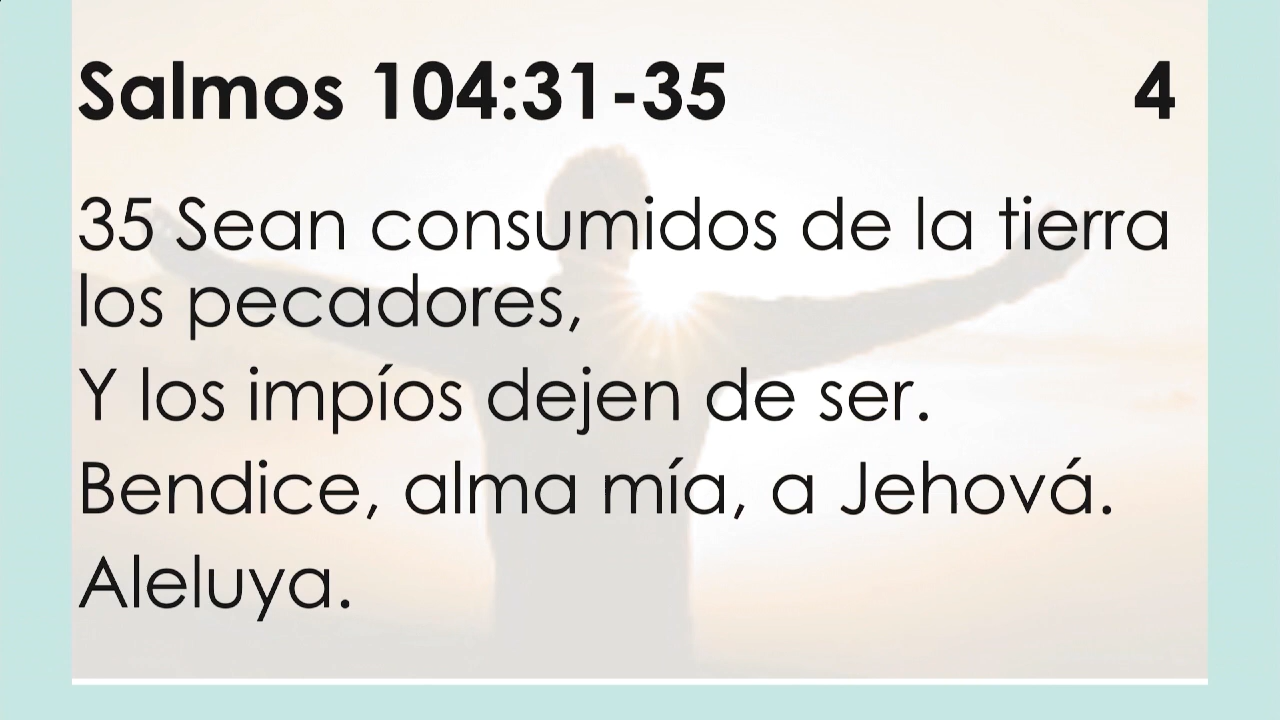 Salmos 104:31-35 4
35 Sean consumidos de la tierra
los pecadores,
Y los impíos dejen de ser.
Bendice, alma mía, a Jehová.
Aleluya.